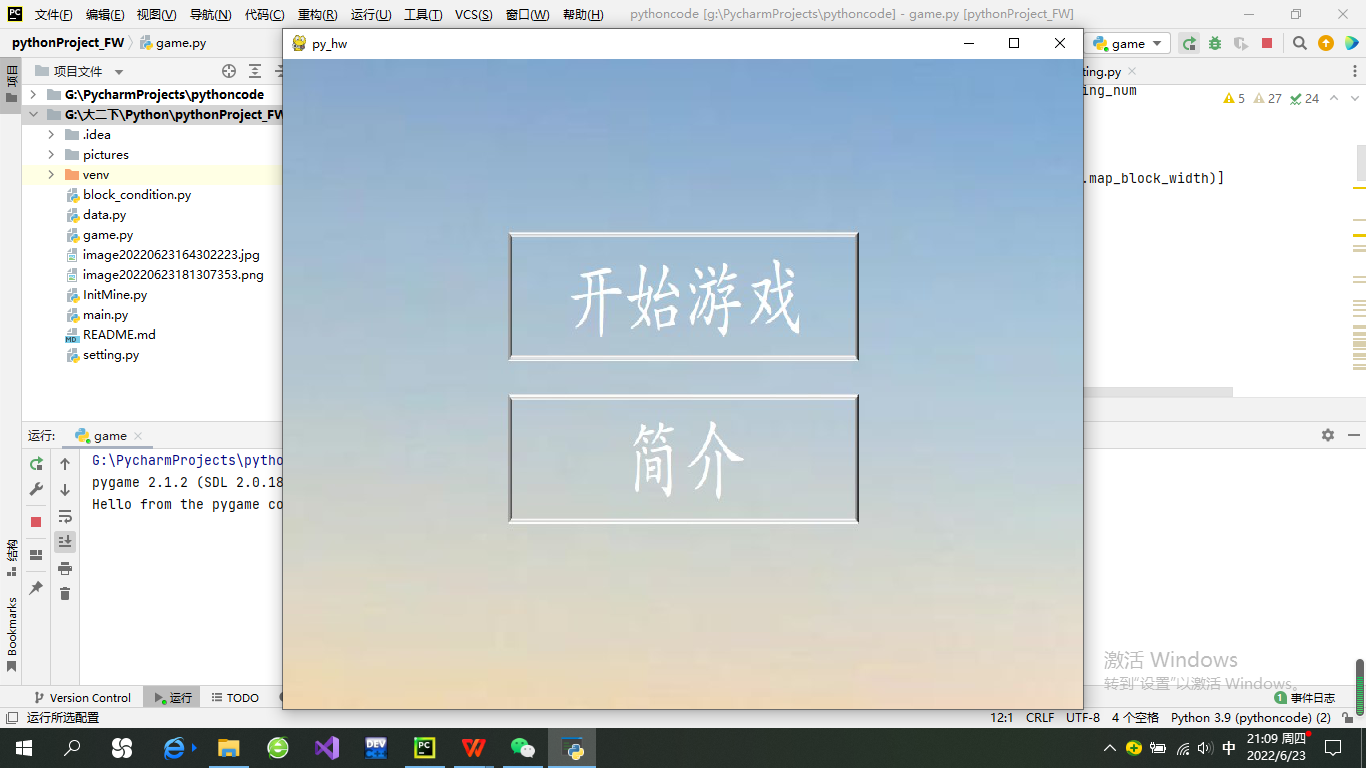 文件(F) 编辑(E) 视图(V) 导航(N) 代码(C) 重构(R) 运行(U) 工具(T) VCS(S) 窗口(W) 帮助(H) pythoncode [g:\PycharmProjects\pythoncode] - game.py [pythonProject_FW]
pythonProject_FW game.py
py_hw
game
项目
项目文件
ting.py
G:\PycharmProjects\pythoncode
G:\大二下\Python\pythonProject_FW
.idea
pictures
venv
block_condition.py
data.py
game.py
image20220623164302223.jpg
image20220623181307353.png
InitMine.py
main.py
README.md
setting.py
ing_num
5 27 24
.map_block_width)]
开始游戏
简介
运行: game
G:\PycharmProjects\pytho
pygame 2.1.2 (SDL 2.0.18
Hello from the pygame co
结构
Bookmarks
激活 Windows
转到“设置”以激活 Windows。
Version Control 运行 TODO
1 事件日志
运行所选配置
12:1 CRLF UTF-8 4 个空格 Python 3.9 (pythoncode) (2)
DEV
PC
中
21:09 周四
2022/6/23